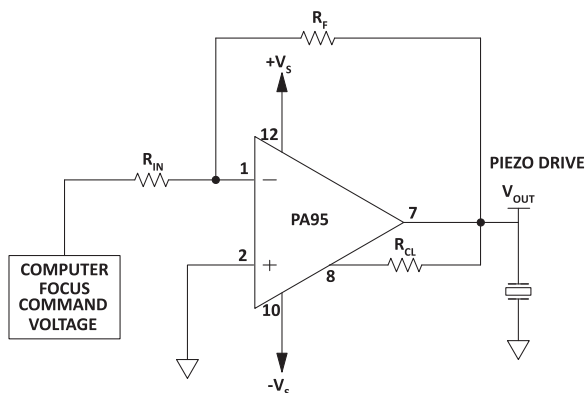 R_F
+V_S
12
R_IN
1
−
PIEZO DRIVE
V_OUT
7
PA95
R_CL
2
+
8
COMPUTER
FOCUS
COMMAND
VOLTAGE
10
-V_S